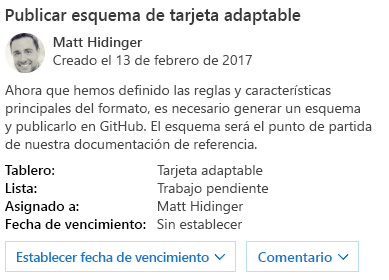 Publicar esquema de tarjeta adaptable
Matt Hidinger
Creado el 13 de febrero de 2017
Ahora que hemos definido las reglas y características
principales del formato, es necesario generar un esquema
y publicarlo en GitHub. El esquema será el punto de partida
de nuestra documentación de referencia.
Tablero: Tarjeta adaptable
Lista: Trabajo pendiente
Asignado a: Matt Hidinger
Fecha de vencimiento: Sin establecer
Establecer fecha de vencimiento Comentario